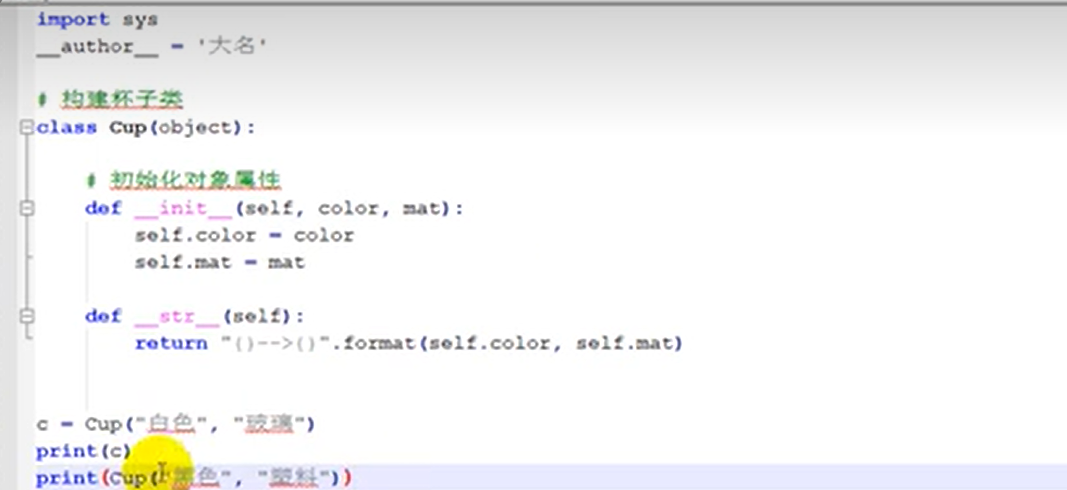 import sys
__author__ = '大名'
# 构建杯子类
class Cup(object):
# 初始化对象属性
def __init__(self, color, mat):
self.color = color
self.mat = mat
def __str__(self):
return "{}-->{}".format(self.color, self.mat)
c = Cup("白色", "玻璃")
print(c)
print(Cup("黑色", "塑料"))